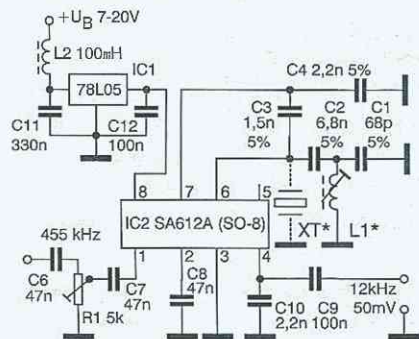 +UB 7-20V
L2 100mH
IC1
78L05
C11
330n
C12
100n
C4 2,2n 5%
C3
1,5n
5%
C2
6,8n
5%
C1
68p
5%
8
7
6
5
IC2 SA612A (SO-8)
XT*
L1*
1
2
3
4
455 kHz
C6
47n
C7
47n
C8
47n
R1 5k
C10
2,2n
C9
100n
12kHz
50mV